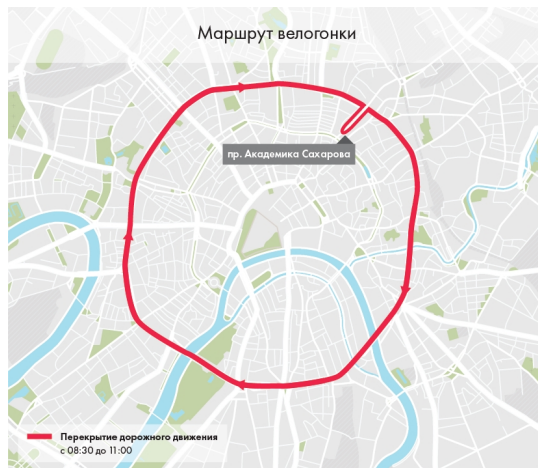 Маршрут велогонки
пр. Академика Сахарова
Перекрытие дорожного движения
с 08:30 до 11:00